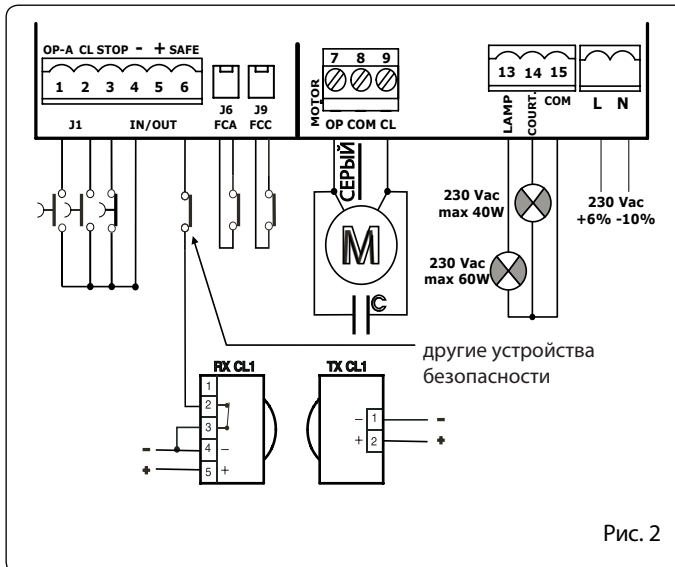 OP-A CL STOP - + SAFE
1 2 3 4 5 6
J1 IN/OUT
J6 FCA
J9 FCC
MOTOR
7 8 9
OP COM CL
СЕРЫЙ
M
C
13 14 15
LAMP
COURT.
COM
L N
230 Vac
max 40W
230 Vac
max 60W
230 Vac
+6% -10%
другие устройства
безопасности
RX CL1
1
2
3
- 4 -
+ 5 +
TX CL1
- 1 -
+ 2 +
Рис. 2